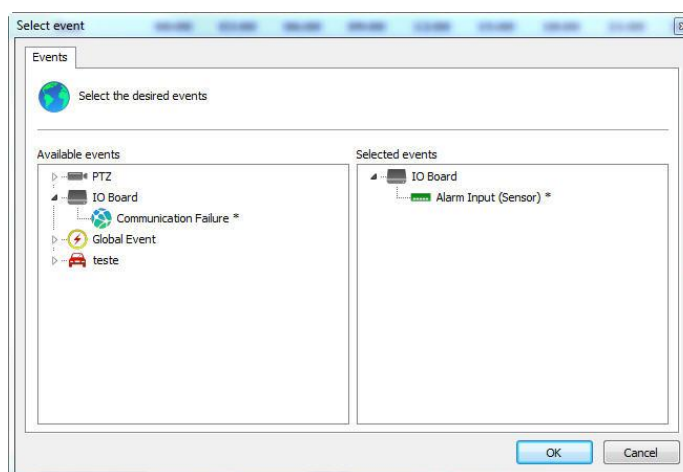 Select event
Events
Select the desired events
Available events
PTZ
IO Board
Communication Failure *
Global Event
teste
Selected events
IO Board
Alarm Input (Sensor) *
OK
Cancel